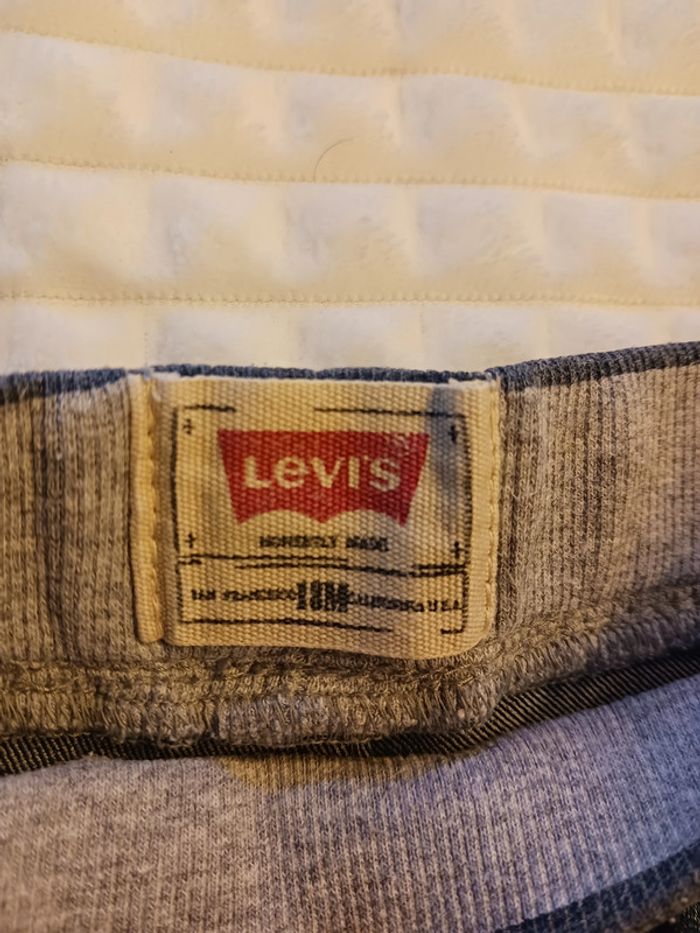 Levi's
HONESTLY MADE
SAN FRANCISCO 18M CALIFORNIA U.S.A.